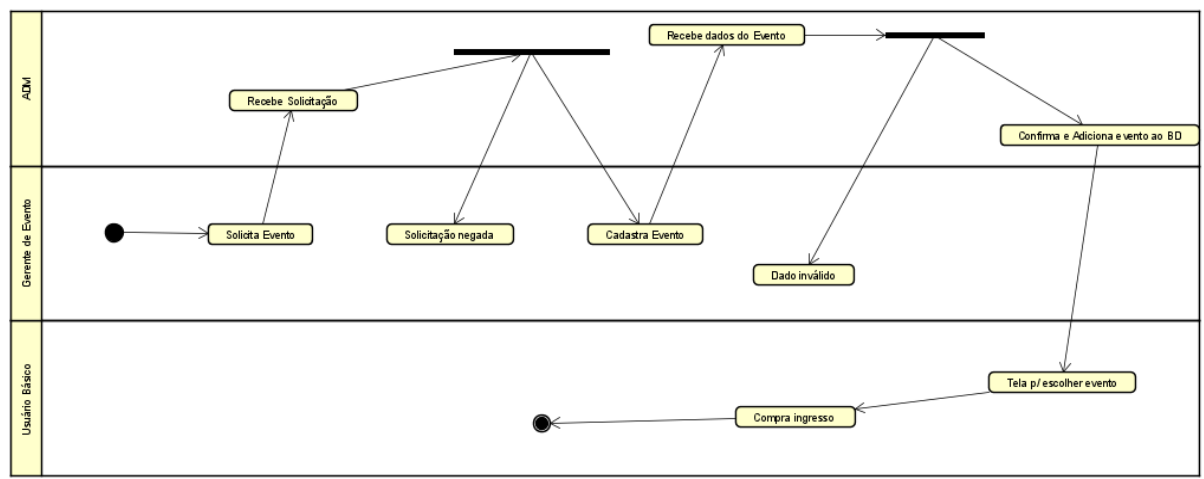 ADM
Recebe dados do Evento
Recebe Solicitação
Confirma e Adiciona evento ao BD
Gerente de Evento
Solicita Evento
Solicitação negada
Cadastra Evento
Dado inválido
Usuário Básico
Tela p/ escolher evento
Compra ingresso